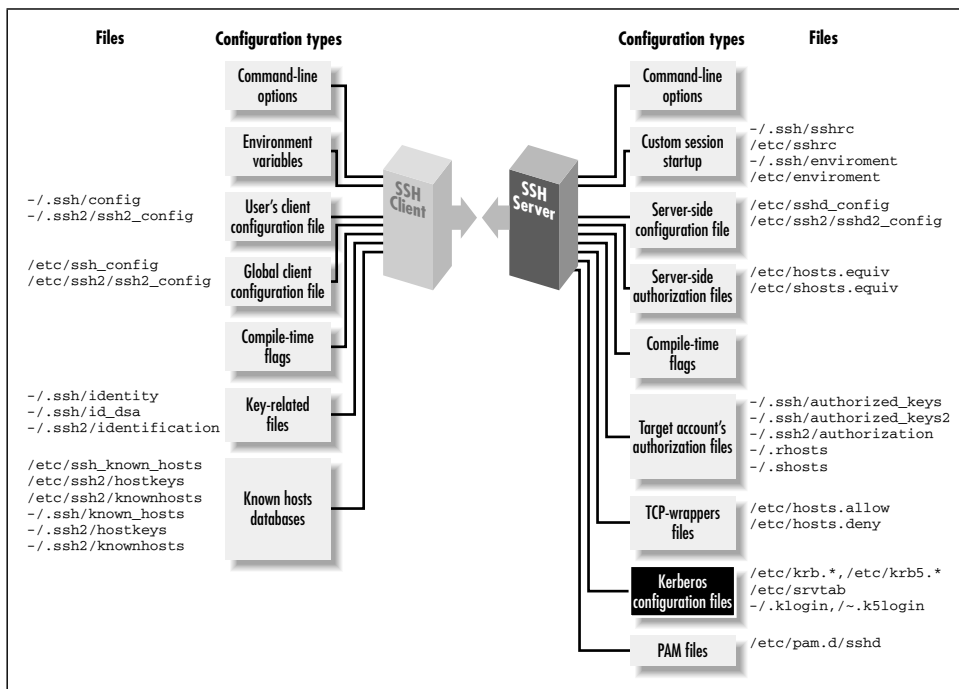 Files
Configuration types
Command-line
options
Environment
variables
-/.ssh/config
-/.ssh2/ssh2_config
User's client
configuration file
/etc/ssh_config
/etc/ssh2/ssh2_config
Global client
configuration file
Compile-time
flags
-/.ssh/identity
-/.ssh/id_dsa
-/.ssh2/identification
Key-related
files
/etc/ssh_known_hosts
/etc/ssh2/hostkeys
/etc/ssh2/knownhosts
-/.ssh/known_hosts
-/.ssh2/hostkeys
-/.ssh2/knownhosts
Known hosts
databases
SSH
Client
SSH
Server
Configuration types
Files
Command-line
options
Custom session
startup
-/.ssh/sshrc
/etc/sshrc
-/.ssh/enviroment
/etc/enviroment
Server-side
configuration file
/etc/sshd_config
/etc/ssh2/sshd2_config
Server-side
authorization files
/etc/hosts.equiv
/etc/shosts.equiv
Compile-time
flags
Target account's
authorization files
-/.ssh/authorized_keys
-/.ssh/authorized_keys2
-/.ssh2/authorization
-/.rhosts
-/.shosts
TCP-wrappers
files
/etc/hosts.allow
/etc/hosts.deny
Kerberos
configuration files
/etc/krb.*,/etc/krb5.*
/etc/srvtab
-/.klogin,/~.k5login
PAM files
/etc/pam.d/sshd